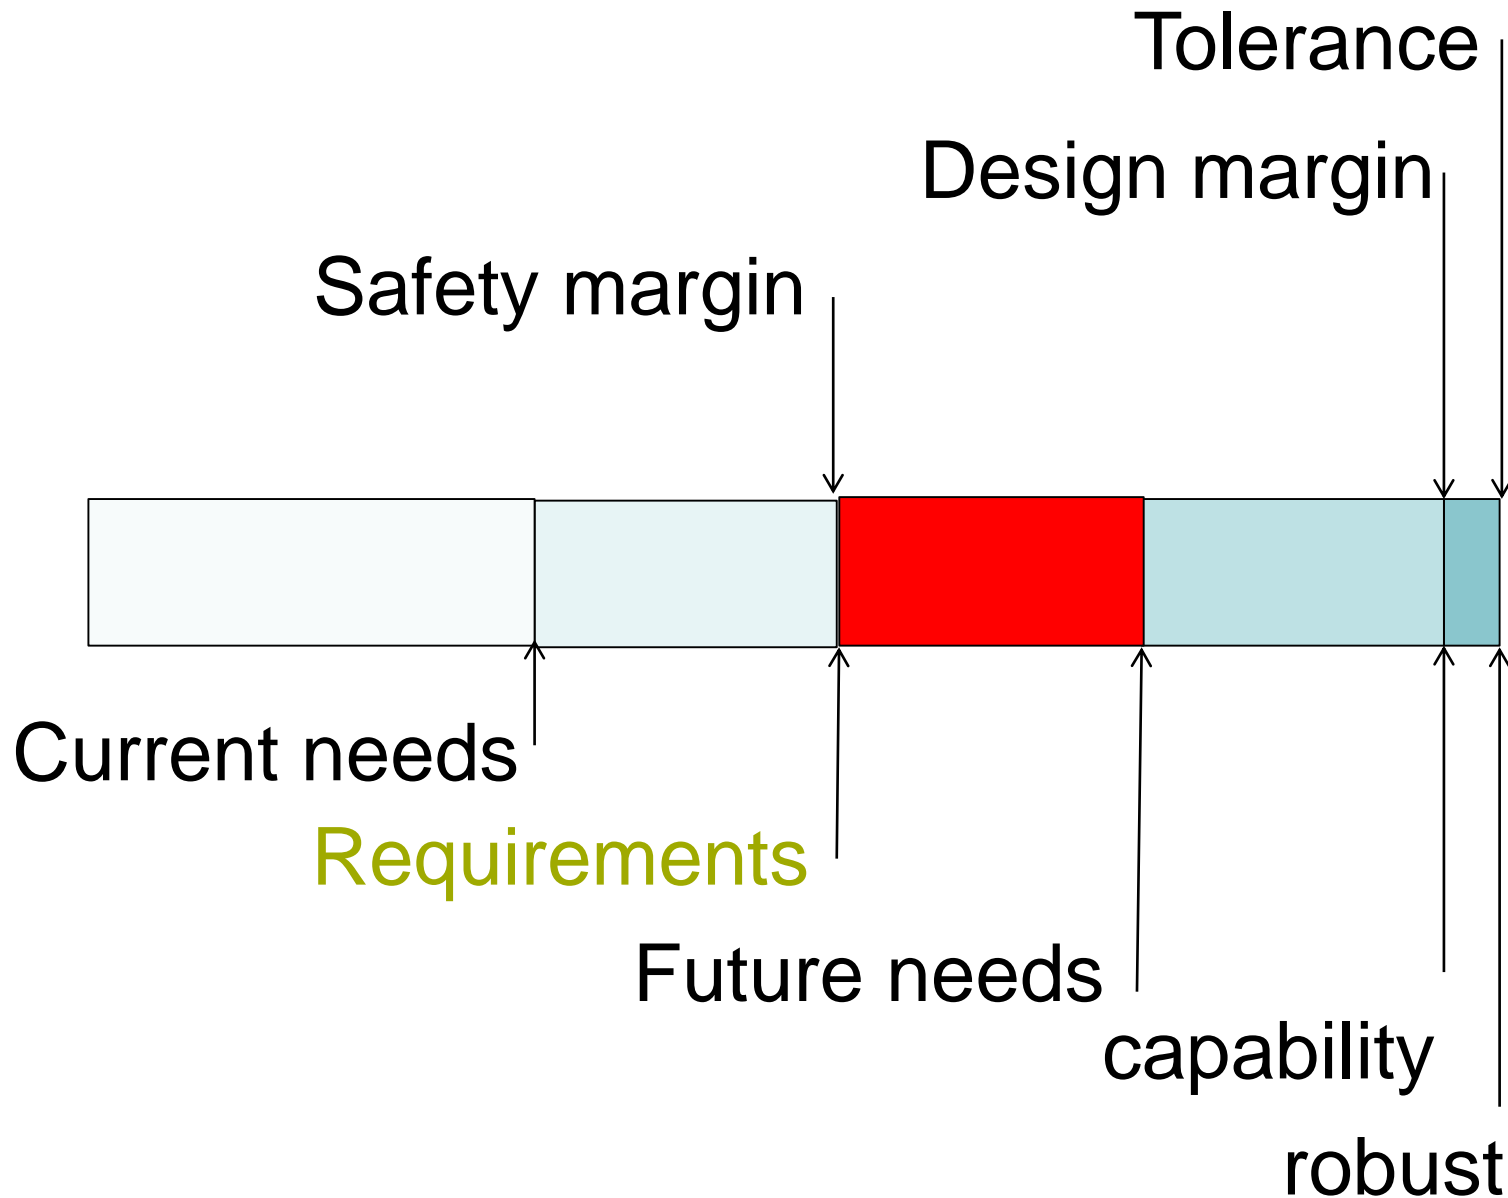 Tolerance
Design margin
Safety margin
Current needs
Requirements
Future needs
capability
robust